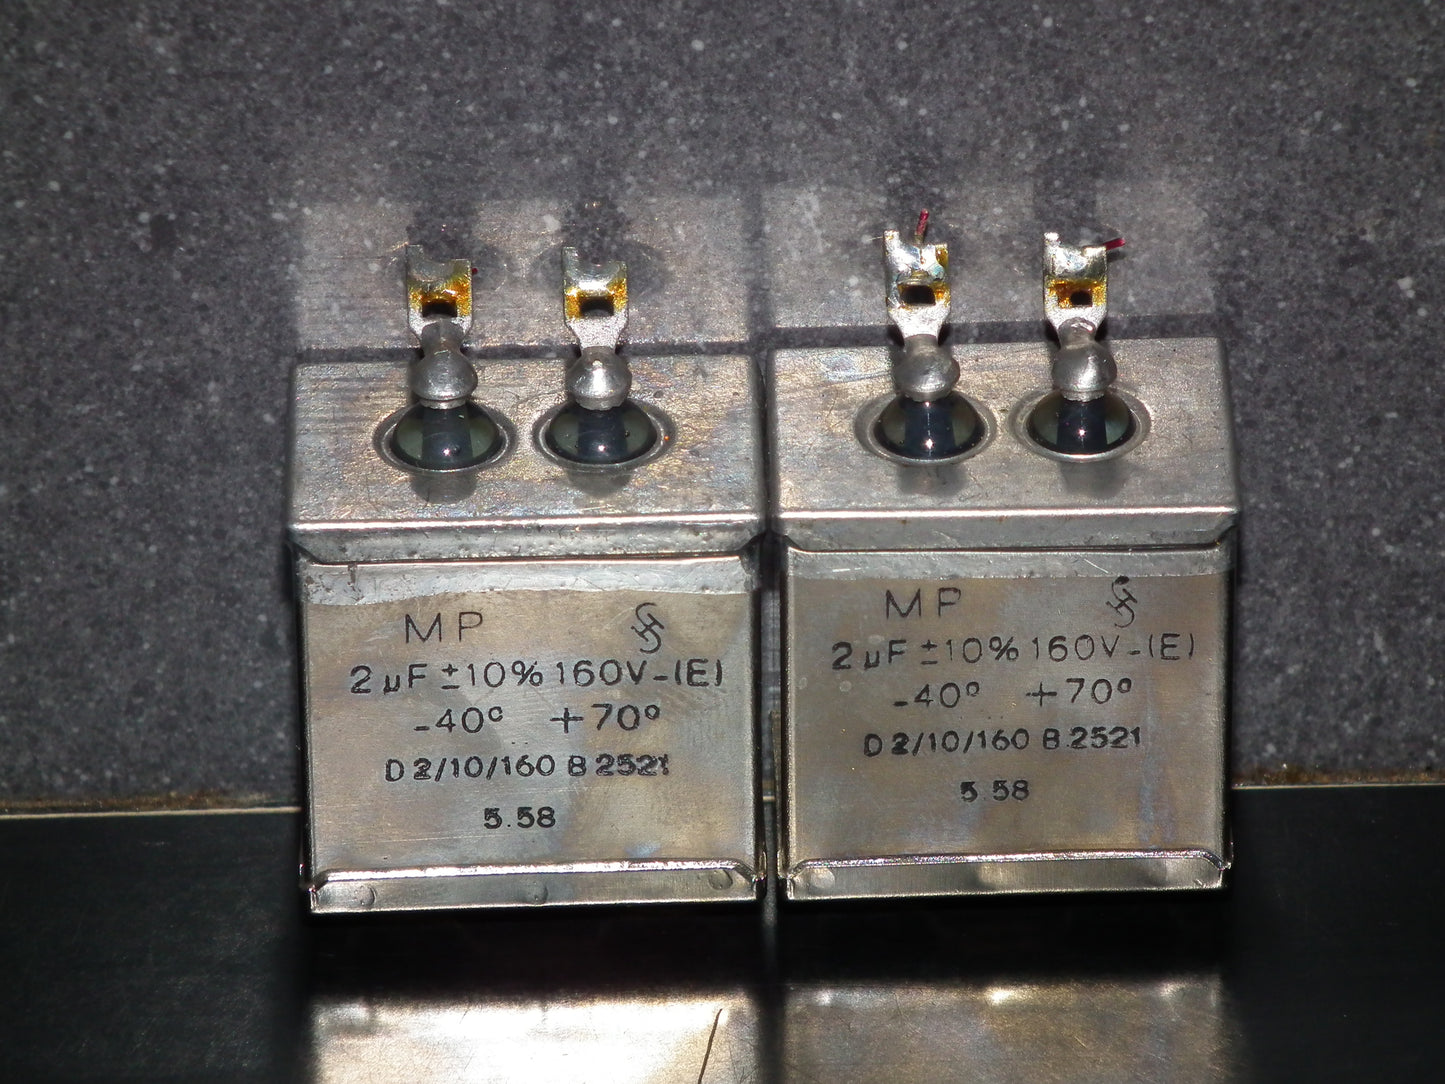 MP
2 µF ±10% 160V-(E)
-40° +70°
D 2/10/160 B 2521
5.58
MP
2 µF ±10% 160V-(E)
-40° +70°
D 2/10/160 B 2521
5.58